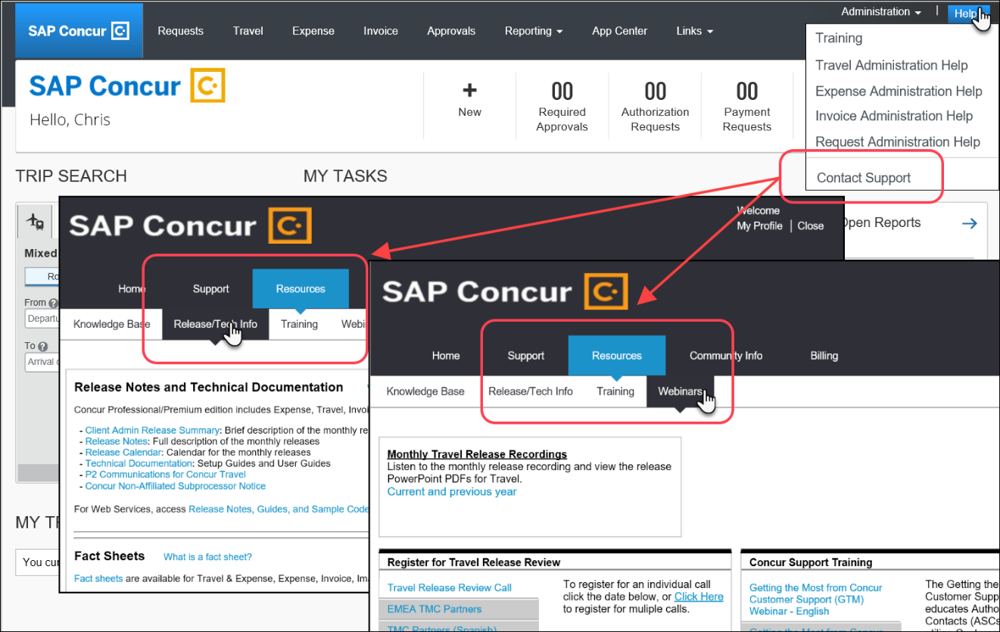 Administration | Help
SAP Concur C Requests Travel Expense Invoice Approvals Reporting App Center Links
Training
Travel Administration Help
Expense Administration Help
Invoice Administration Help
Request Administration Help
Contact Support
SAP Concur C
Hello, Chris
+ 00 00 00
New Required Authorization Payment
Approvals Requests Requests
TRIP SEARCH MY TASKS
Open Reports
Mixed
Ro
From ?
Depart
To ?
Arrival
MY
You
SAP Concur C
Welcome
My Profile | Close
Home Support Resources
Knowledge Base Release/Tech Info Training Webi
Release Notes and Technical Documentation
Concur Professional/Premium edition includes Expense, Travel, Invoi
- Client Admin Release Summary: Brief description of the monthly re
- Release Notes: Full description of the monthly releases
- Release Calendar: Calendar for the monthly releases
- Technical Documentation: Setup Guides and User Guides
- P2 Communications for Concur Travel
- Concur Non-Affiliated Subprocessor Notice
For Web Services, access Release Notes, Guides, and Sample Code
Fact Sheets What is a fact sheet?
Fact sheets are available for Travel & Expense, Expense, Invoice, Im
SAP Concur C
Home Support Resources Community Info Billing
Knowledge Base Release/Tech Info Training Webinars
Monthly Travel Release Recordings
Listen to the monthly release recording and view the release
PowerPoint PDFs for Travel.
Current and previous year
Register for Travel Release Review
Travel Release Review Call
EMEA TMC Partners
TMC Partners (Spanish)
To register for an individual call
click the date below, or Click Here
to register for muliple calls.
Concur Support Training
Getting the Most from Concur
Customer Support (GTM)
Webinar - English
Getting the Most from Concur
The Getting the
Customer Supp
educates Autho
Contacts (ASCs